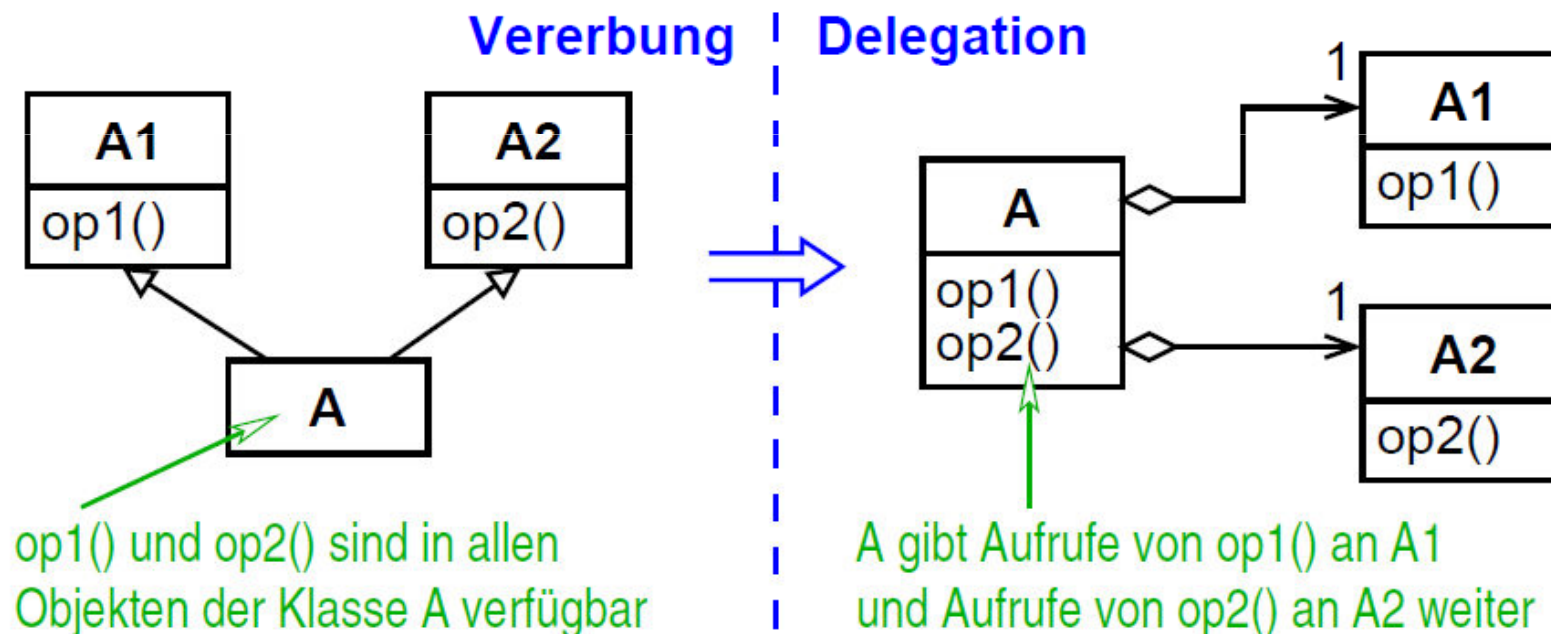 Vererbung
Delegation
A1
op1()
A2
op2()
A
op1() und op2() sind in allen
Objekten der Klasse A verfügbar
A
op1()
op2()
1
A1
op1()
1
A2
op2()
A gibt Aufrufe von op1() an A1
und Aufrufe von op2() an A2 weiter